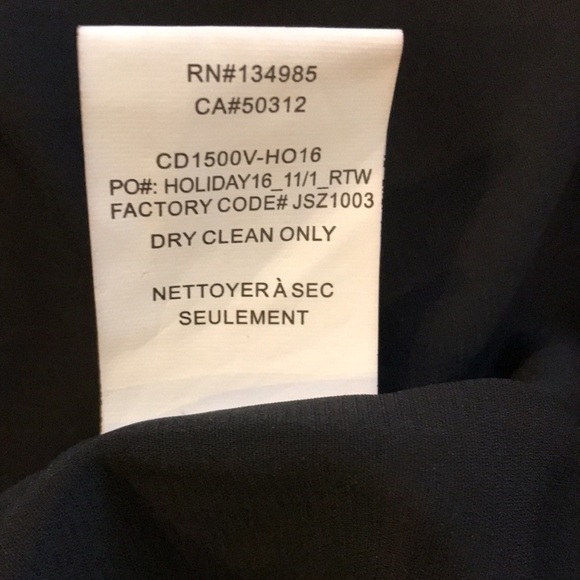 RN#134985
CA#50312
CD1500V-HO16
PO#: HOLIDAY16_11/1_RTW
FACTORY CODE# JSZ1003
DRY CLEAN ONLY
NETTOYER À SEC
SEULEMENT